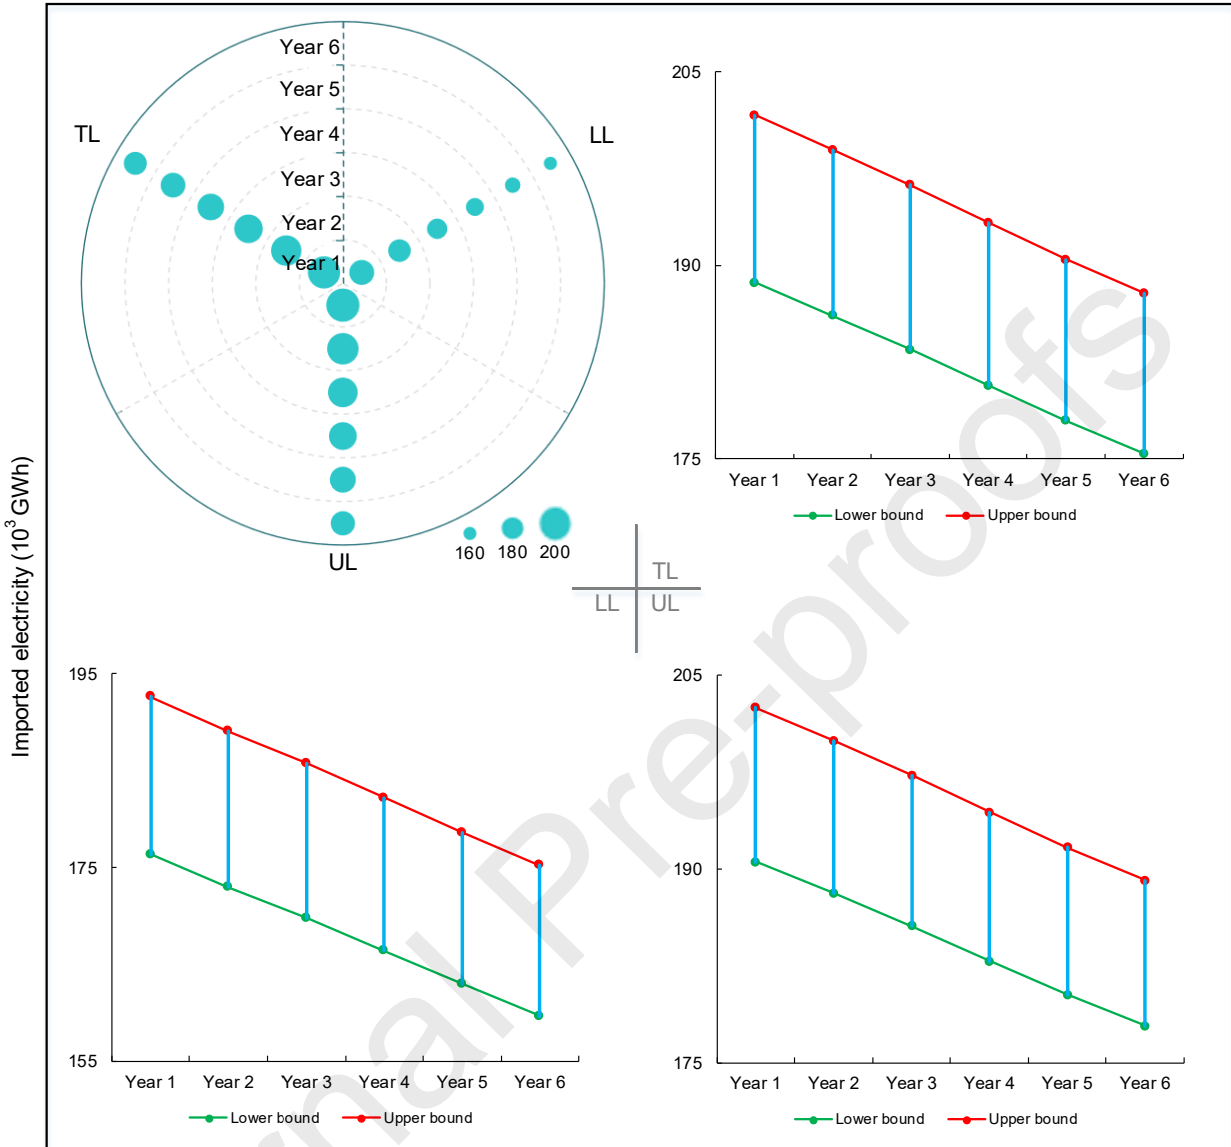 Imported electricity (10³ GWh)
Year 6
Year 5
Year 4
Year 3
Year 2
Year 1
TL
LL
UL
160 180 200
205
190
175
Year 1 Year 2 Year 3 Year 4 Year 5 Year 6
Lower bound Upper bound
TL
LL UL
195
175
155
Year 1 Year 2 Year 3 Year 4 Year 5 Year 6
Lower bound Upper bound
205
190
175
Year 1 Year 2 Year 3 Year 4 Year 5 Year 6
Lower bound Upper bound
rnal Pre-proofs